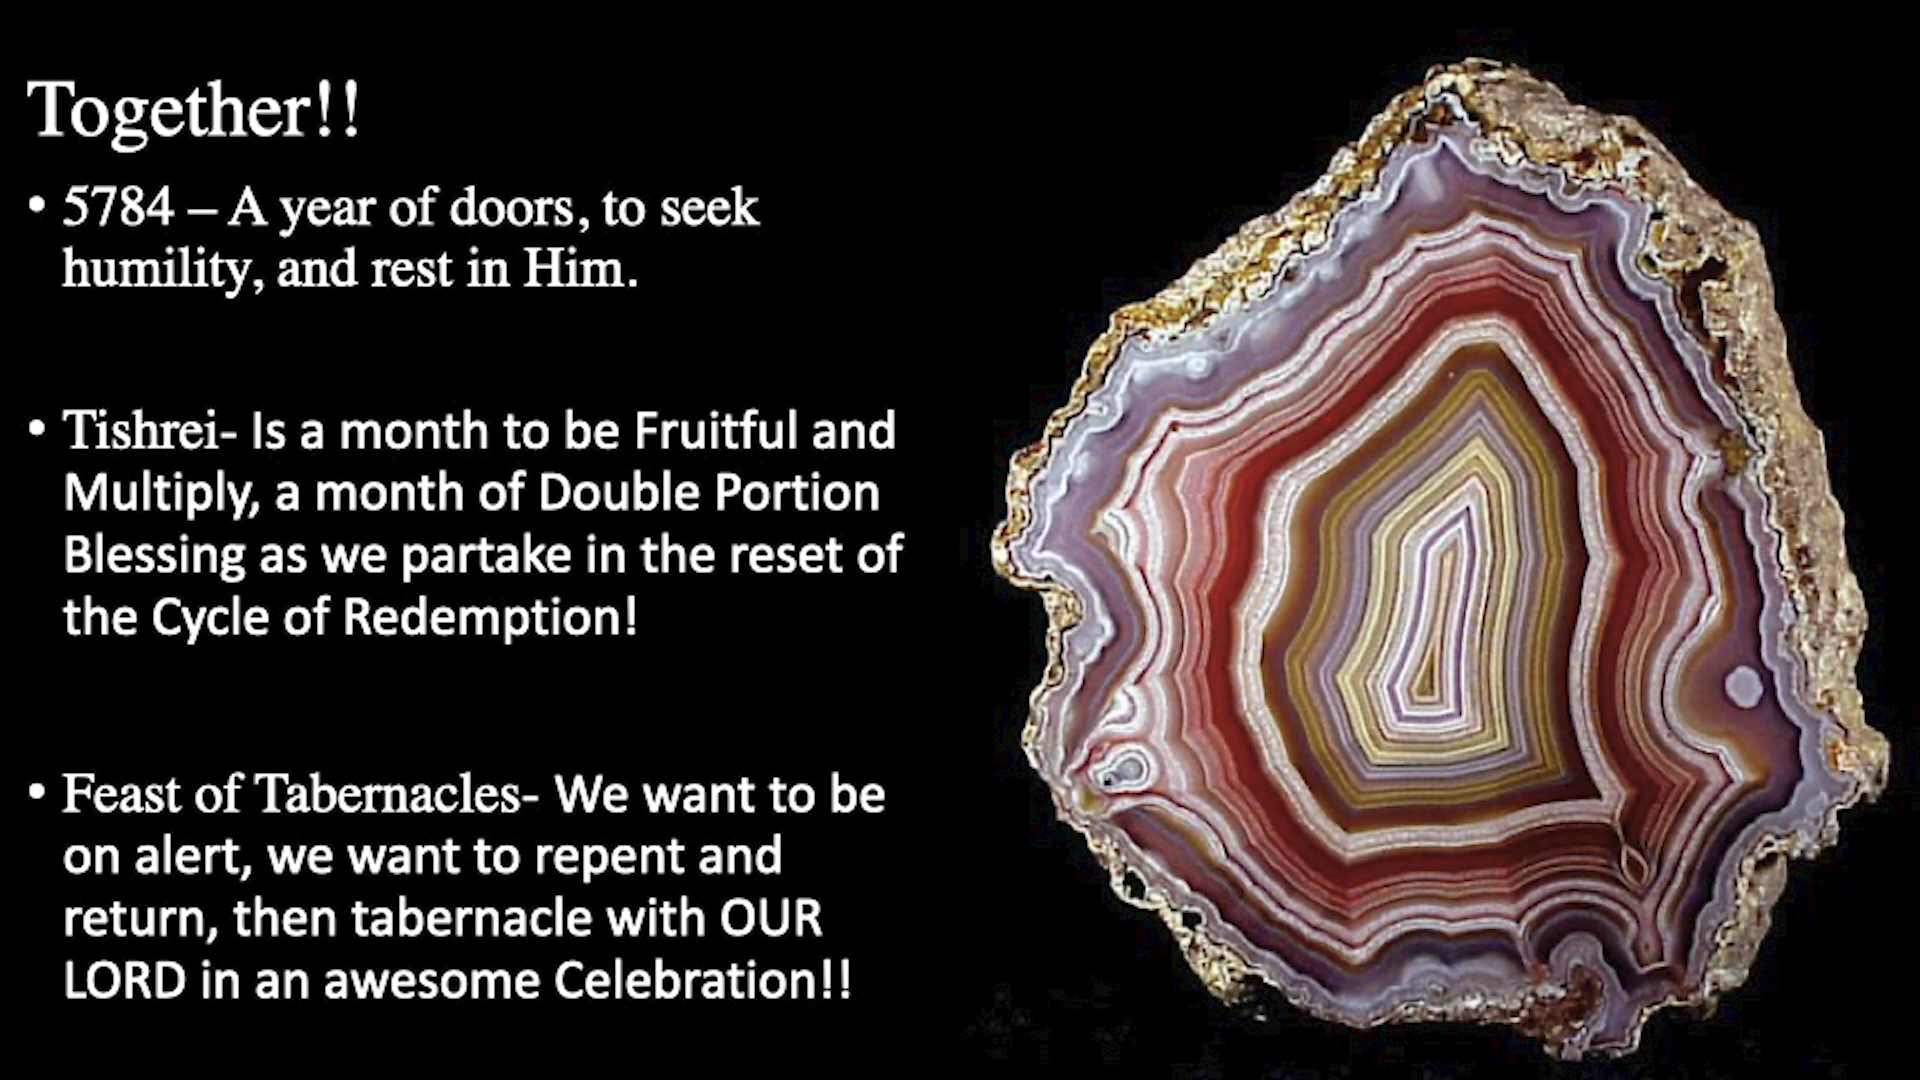 Together!!
• 5784 – A year of doors, to seek
humility, and rest in Him.
• Tishrei- Is a month to be Fruitful and
Multiply, a month of Double Portion
Blessing as we partake in the reset of
the Cycle of Redemption!
• Feast of Tabernacles- We want to be
on alert, we want to repent and
return, then tabernacle with OUR
LORD in an awesome Celebration!!